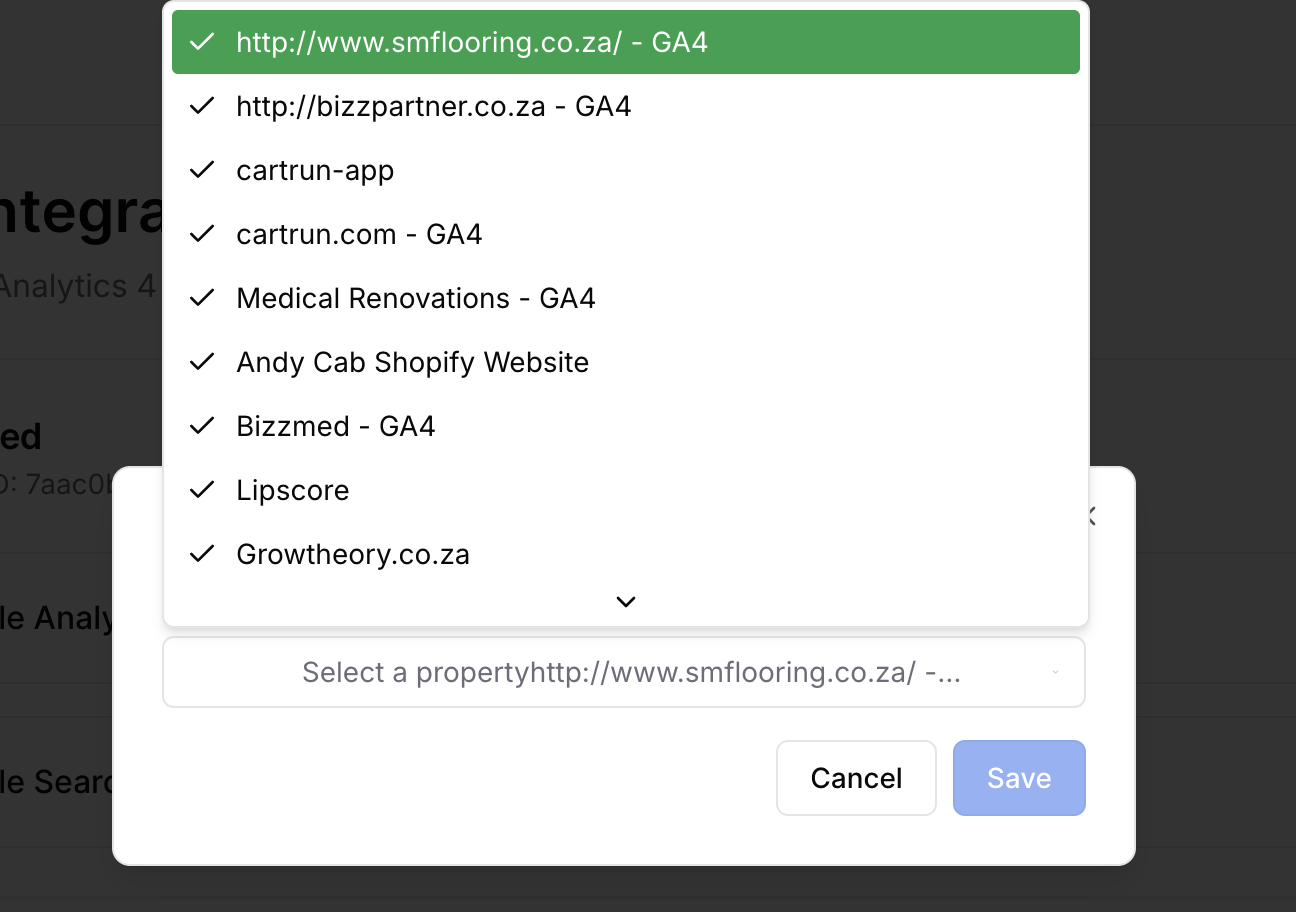 http://www.smflooring.co.za/ - GA4
http://bizzpartner.co.za - GA4
cartrun-app
cartrun.com - GA4
ntegra
Analytics 4
Medical Renovations - GA4
Andy Cab Shopify Website
Bizzmed - GA4
ed
D: 7aac0b
Lipscore
Growtheory.co.za
le Analy
Select a propertyhttp://www.smflooring.co.za/ -...
le Searc
Cancel
Save